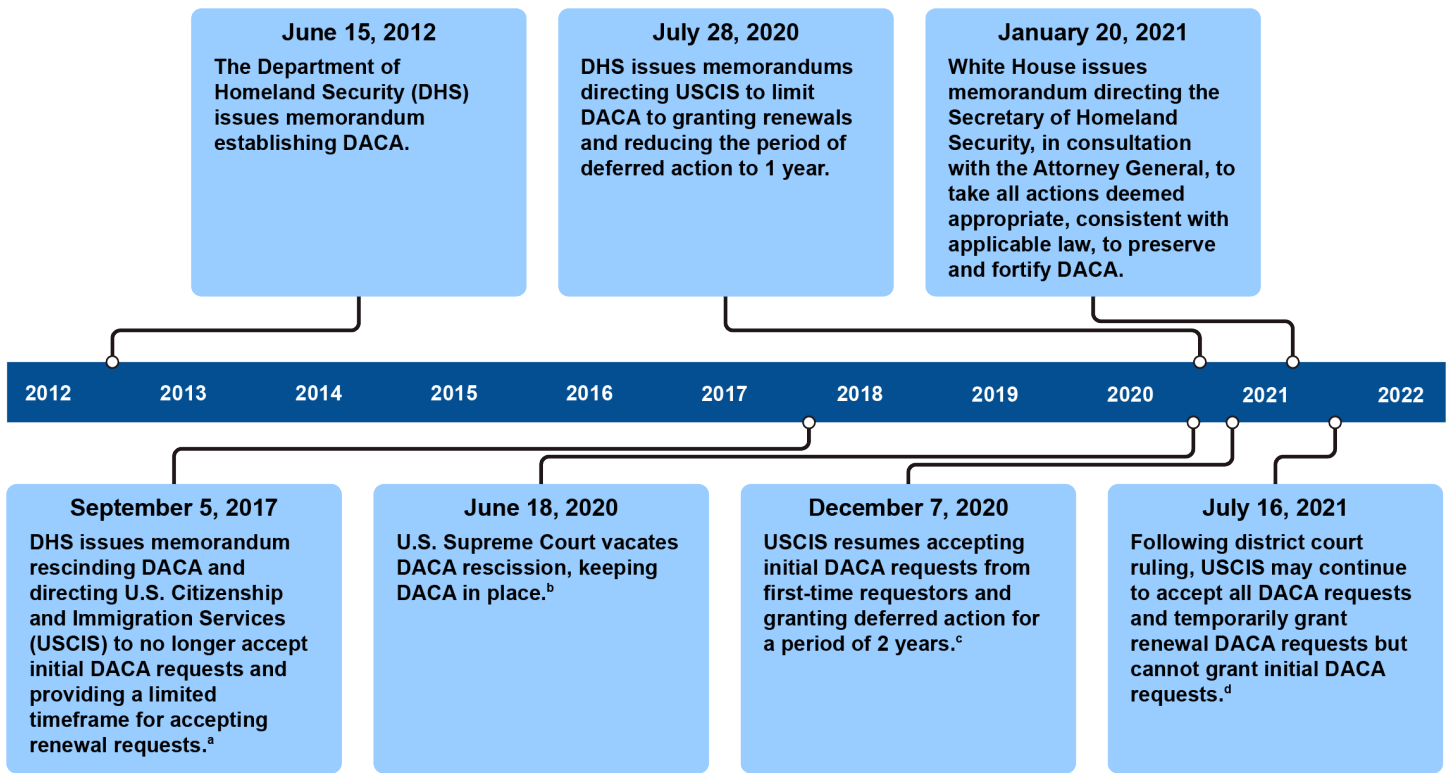 June 15, 2012
The Department of
Homeland Security (DHS)
issues memorandum
establishing DACA.
July 28, 2020
DHS issues memorandums
directing USCIS to limit
DACA to granting renewals
and reducing the period of
deferred action to 1 year.
January 20, 2021
White House issues
memorandum directing the
Secretary of Homeland
Security, in consultation
with the Attorney General, to
take all actions deemed
appropriate, consistent with
applicable law, to preserve
and fortify DACA.
2012 2013 2014 2015 2016 2017 2018 2019 2020 2021 2022
September 5, 2017
DHS issues memorandum
rescinding DACA and
directing U.S. Citizenship
and Immigration Services
(USCIS) to no longer accept
initial DACA requests and
providing a limited
timeframe for accepting
renewal requests.ᵃ
June 18, 2020
U.S. Supreme Court vacates
DACA rescission, keeping
DACA in place.ᵇ
December 7, 2020
USCIS resumes accepting
initial DACA requests from
first-time requestors and
granting deferred action for
a period of 2 years.ᶜ
July 16, 2021
Following district court
ruling, USCIS may continue
to accept all DACA requests
and temporarily grant
renewal DACA requests but
cannot grant initial DACA
requests.ᵈ